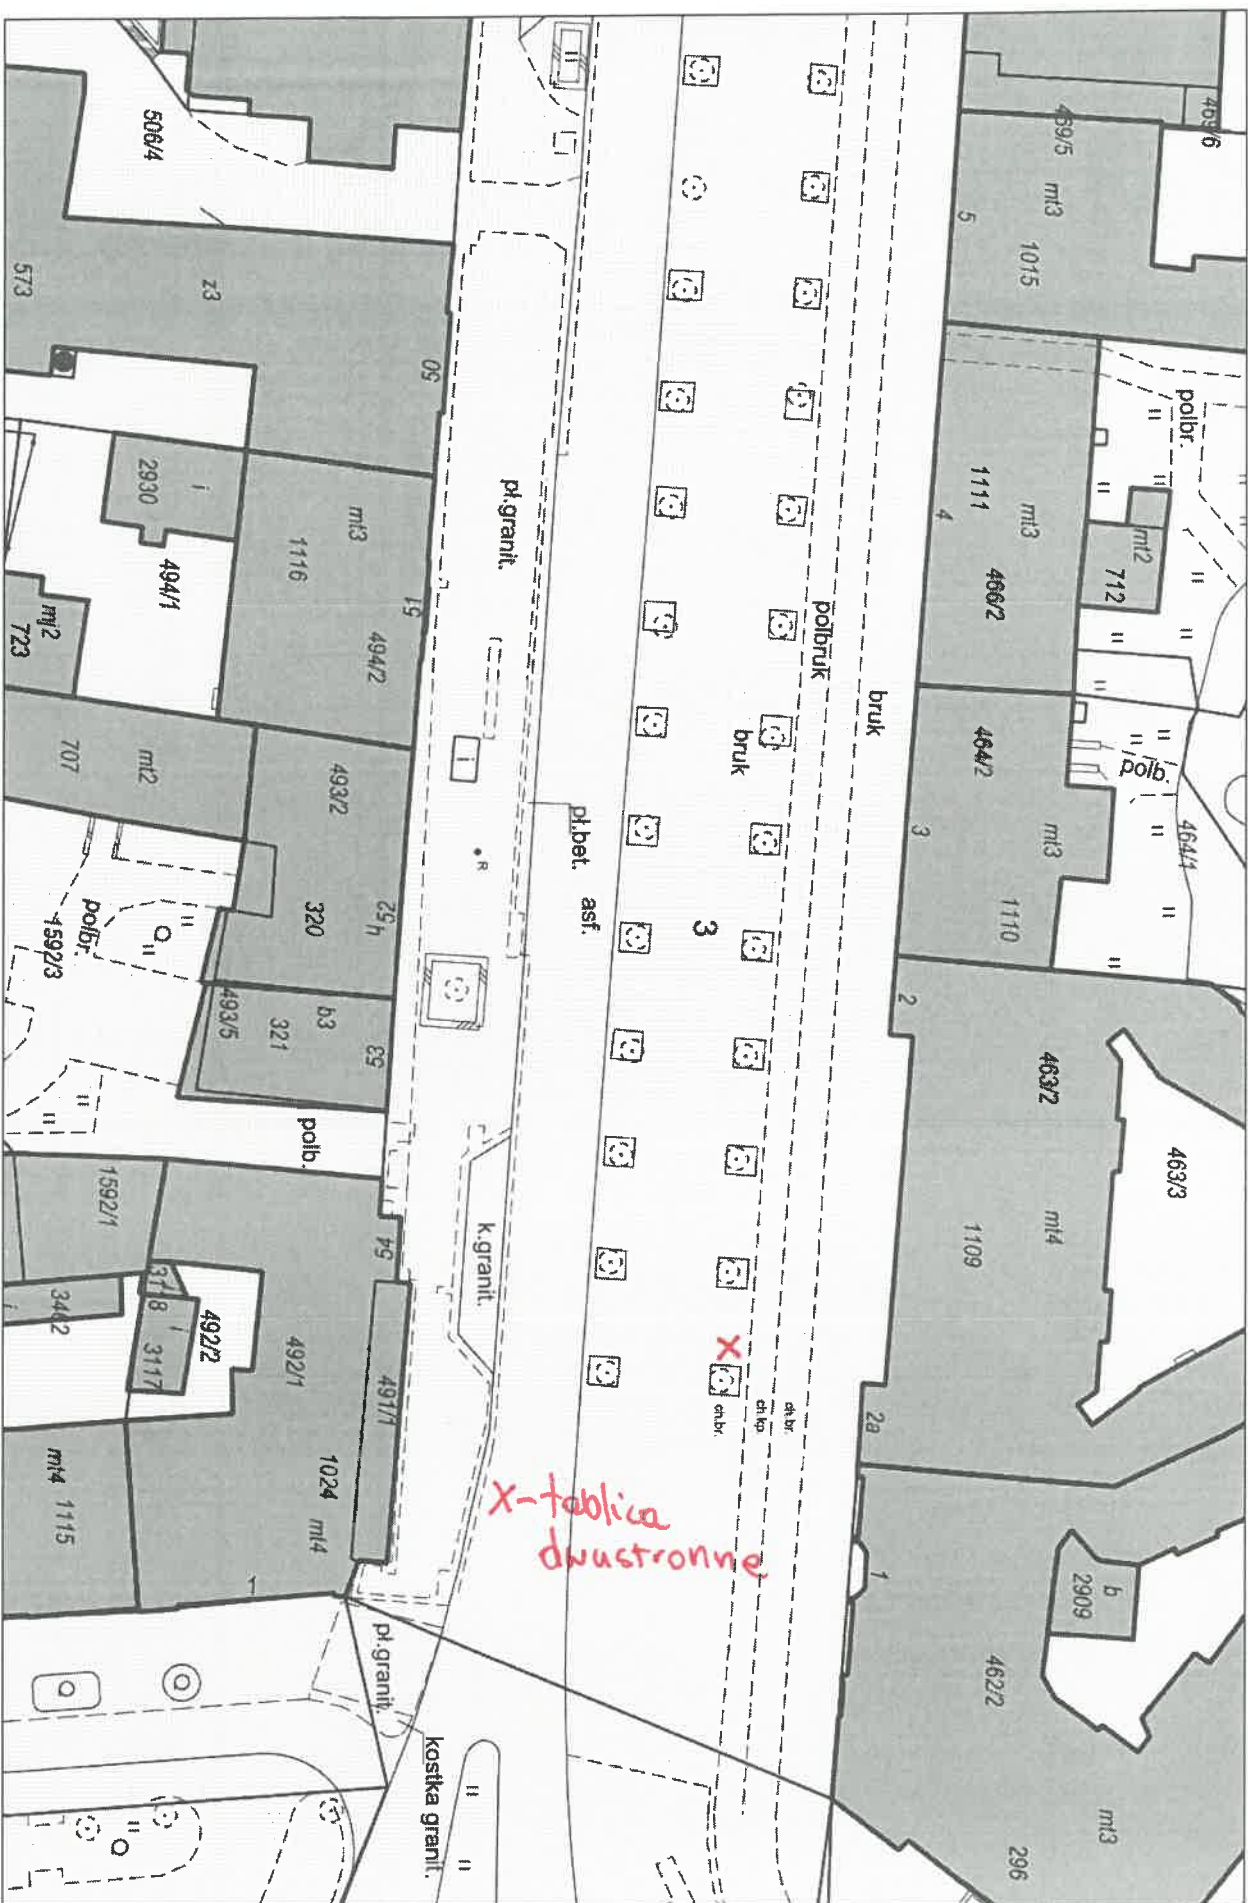 506/4
469/6
469/5
mt3
5
1015
573
z3
50
polbr.
2930
i
mt3
1116
494/1
51
494/2
pł.granit.
1111
mt3
4
466/2
mt2
712
mj2
723
polbruk
bruk
bruk
707
mt2
493/2
i
464/2
polb.
3
mt3
464/1
1110
pł.bet.
asf.
R
3
52
h
320
polbr.
1592/3
493/5
321
b3
53
2
463/2
463/3
polb.
1592/1
54
k.granit.
mt4
1109
3118
3462
i
492/2
i
3117
492/1
491/1
X
ch.br.
ch.kp.
ch.br.
2a
mt4
1115
1024
mt4
1
X-tablica
dwustronne
1
b
2909
462/2
pł.granit.
kostka granit.
mt3
296